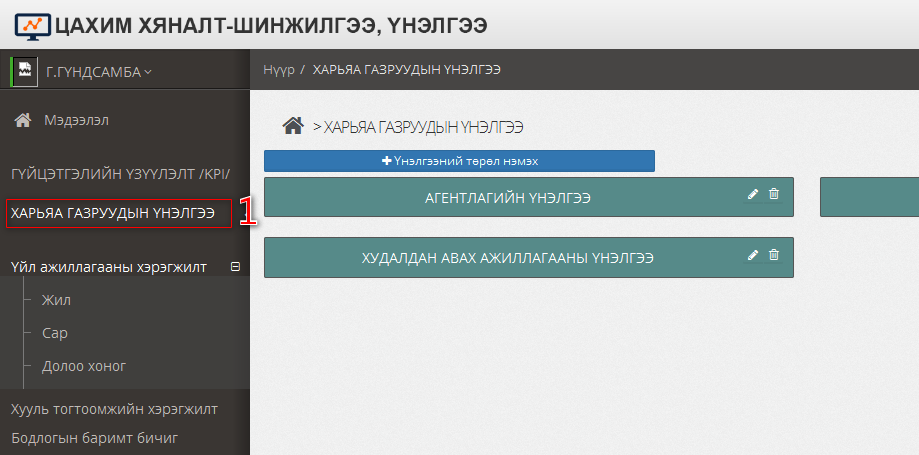 ЦАХИМ ХЯНАЛТ-ШИНЖИЛГЭЭ, ҮНЭЛГЭЭ
Г.ГҮНДСАМБА
Нүүр / ХАРЬЯА ГАЗРУУДЫН ҮНЭЛГЭЭ
Мэдээлэл
ГҮЙЦЭТГЭЛИЙН ҮЗҮҮЛЭЛТ /KPI/
ХАРЬЯА ГАЗРУУДЫН ҮНЭЛГЭЭ
1
Үйл ажиллагааны хэрэгжилт
Жил
Сар
Долоо хоног
Хууль тогтоомжийн хэрэгжилт
Бодлогын баримт бичиг
> ХАРЬЯА ГАЗРУУДЫН ҮНЭЛГЭЭ
Үнэлгээний төрөл нэмэх
АГЕНТЛАГИЙН ҮНЭЛГЭЭ
ХУДАЛДАН АВАХ АЖИЛЛАГААНЫ ҮНЭЛГЭЭ